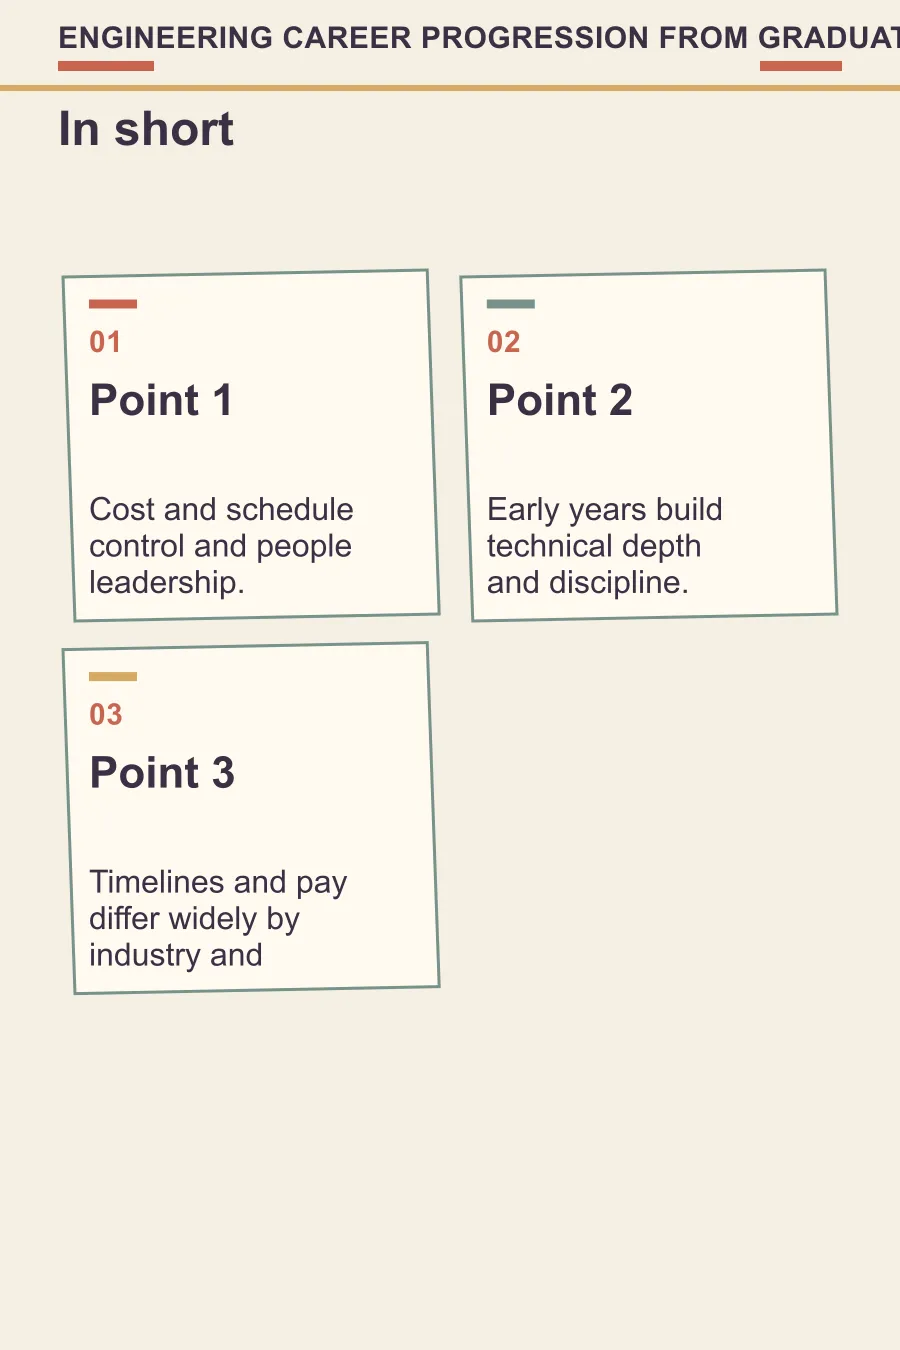 ENGINEERING CAREER PROGRESSION FROM
In short
01
Point 1
Cost and schedule
control and people
leadership.
02
Point 2
Early years build
technical depth
and discipline.
03
Point 3
Timelines and pay
differ widely by
industry and